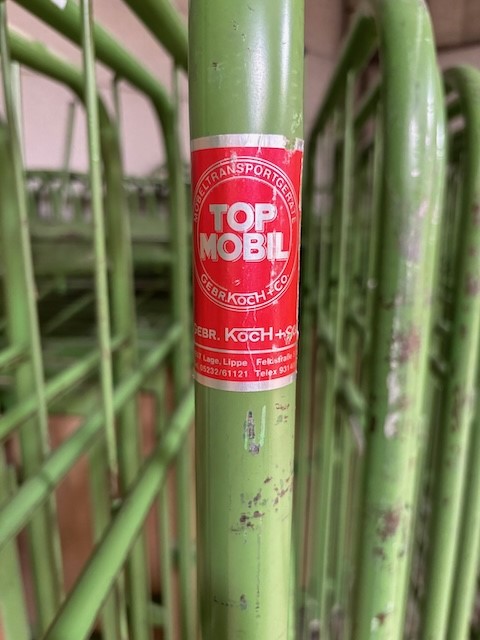 MÖBELTRANSPORTGERÄTE
TOP
MOBIL
GEBR. KOCH + CO.
GEBR. KOCH + CO
Lage, Lippe
05232/61121 Telex